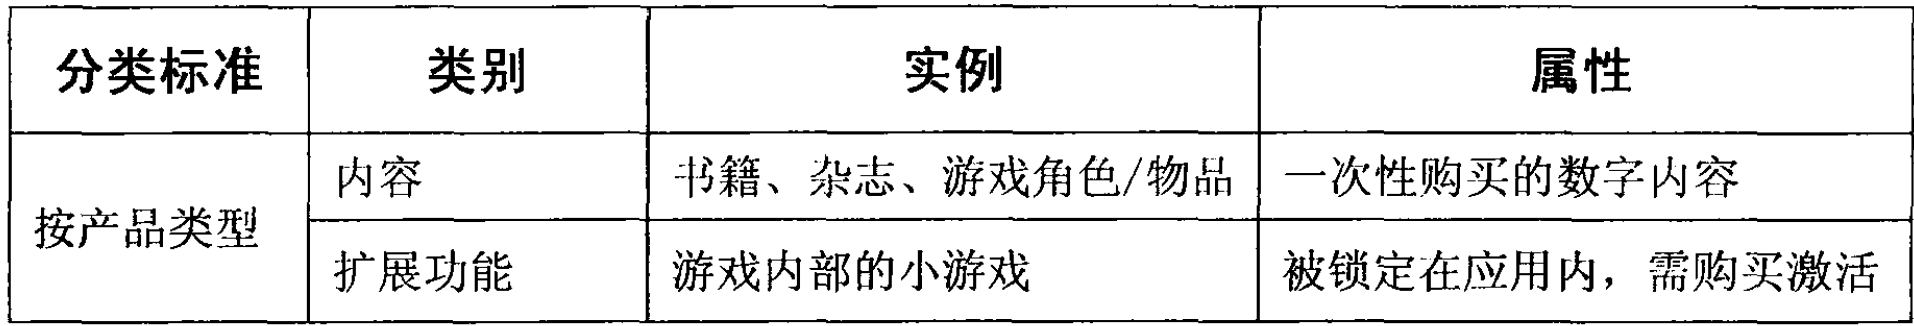 分类标准 类别 实例 属性
按产品类型
内容 书籍、杂志、游戏角色/物品 一次性购买的数字内容
扩展功能 游戏内部的小游戏 被锁定在应用内，需购买激活